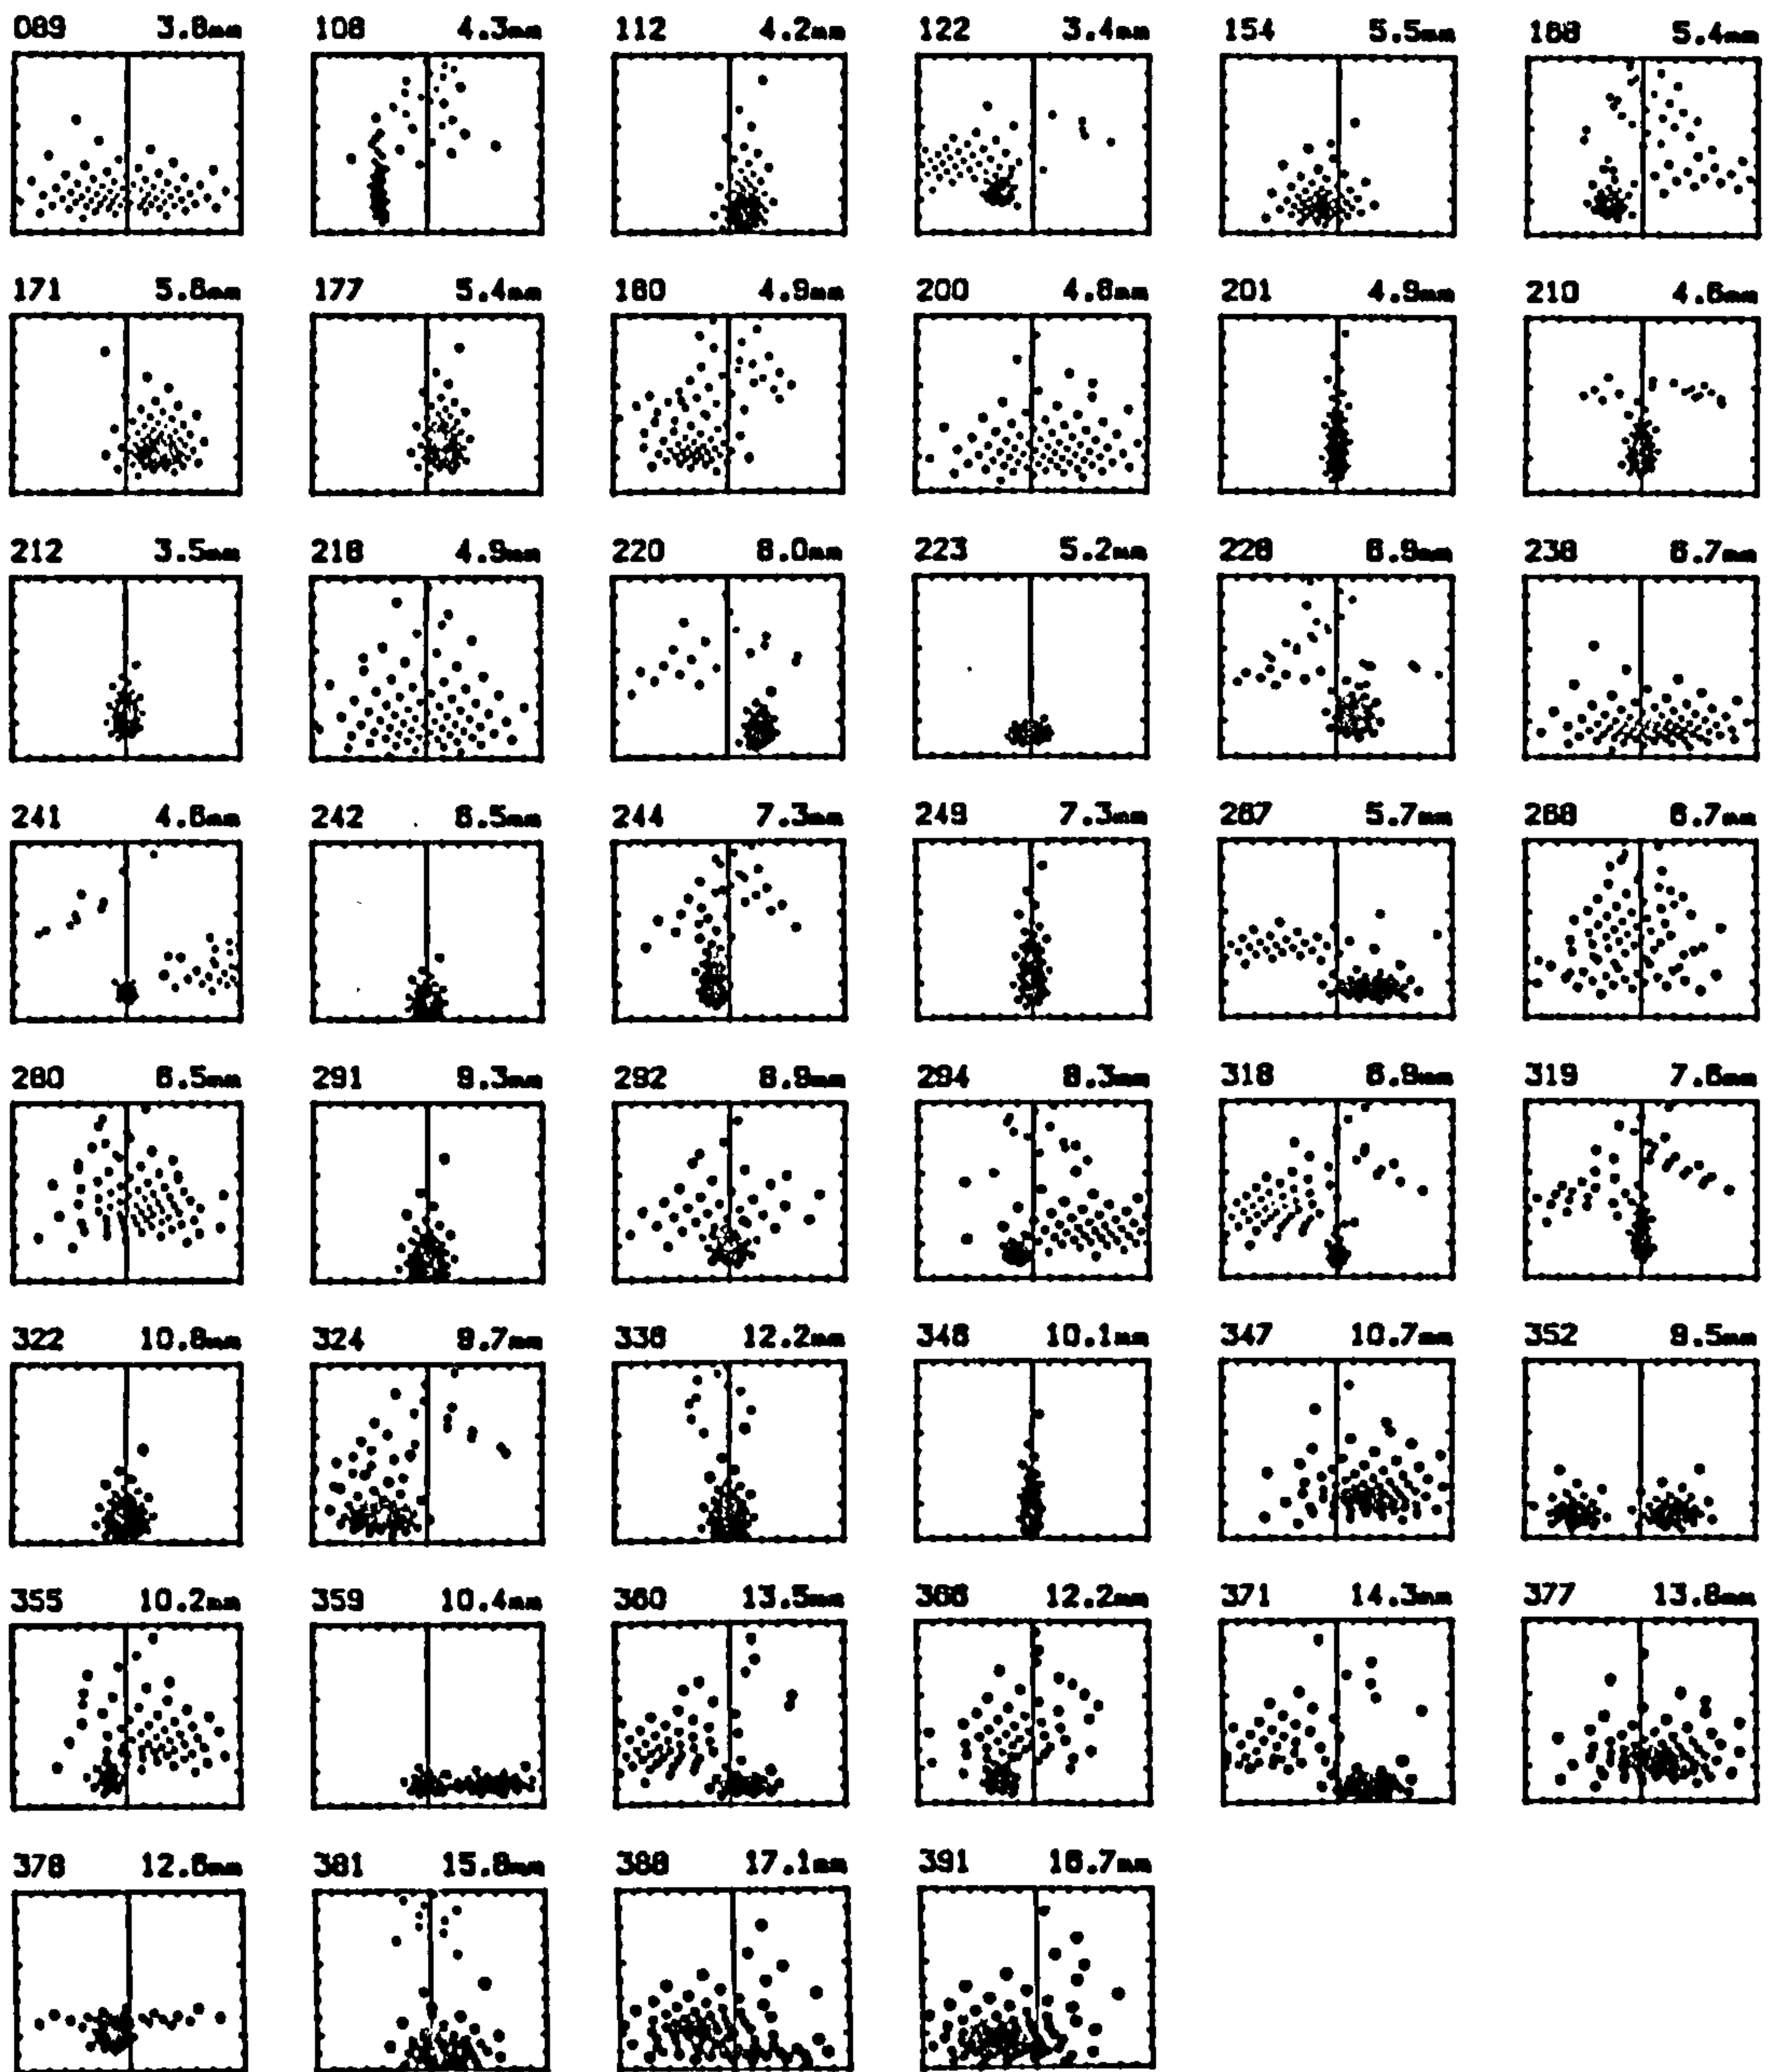 089 3.8mm 108 4.3mm 112 4.2mm 122 3.4mm 154 5.5mm 168 5.4mm
171 5.8mm 177 5.4mm 180 4.9mm 200 4.8mm 201 4.9mm 210 4.6mm
212 3.5mm 218 4.9mm 220 6.0mm 223 5.2mm 228 6.9mm 238 6.7mm
241 4.6mm 242 6.5mm 244 7.3mm 249 7.3mm 267 5.7mm 268 6.7mm
280 6.5mm 291 9.3mm 292 8.9mm 294 8.3mm 318 6.9mm 319 7.6mm
322 10.8mm 324 9.7mm 336 12.2mm 346 10.1mm 347 10.7mm 352 9.5mm
355 10.2mm 359 10.4mm 360 13.5mm 366 12.2mm 371 14.3mm 377 13.8mm
378 12.6mm 381 15.8mm 388 17.1mm 391 16.7mm